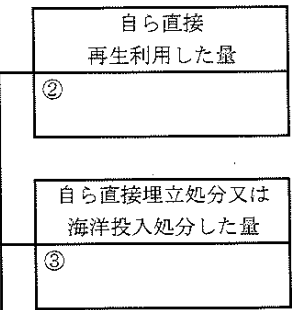 自ら直接
再生利用した量
②
自ら直接埋立処分又は
海洋投入処分した量
③